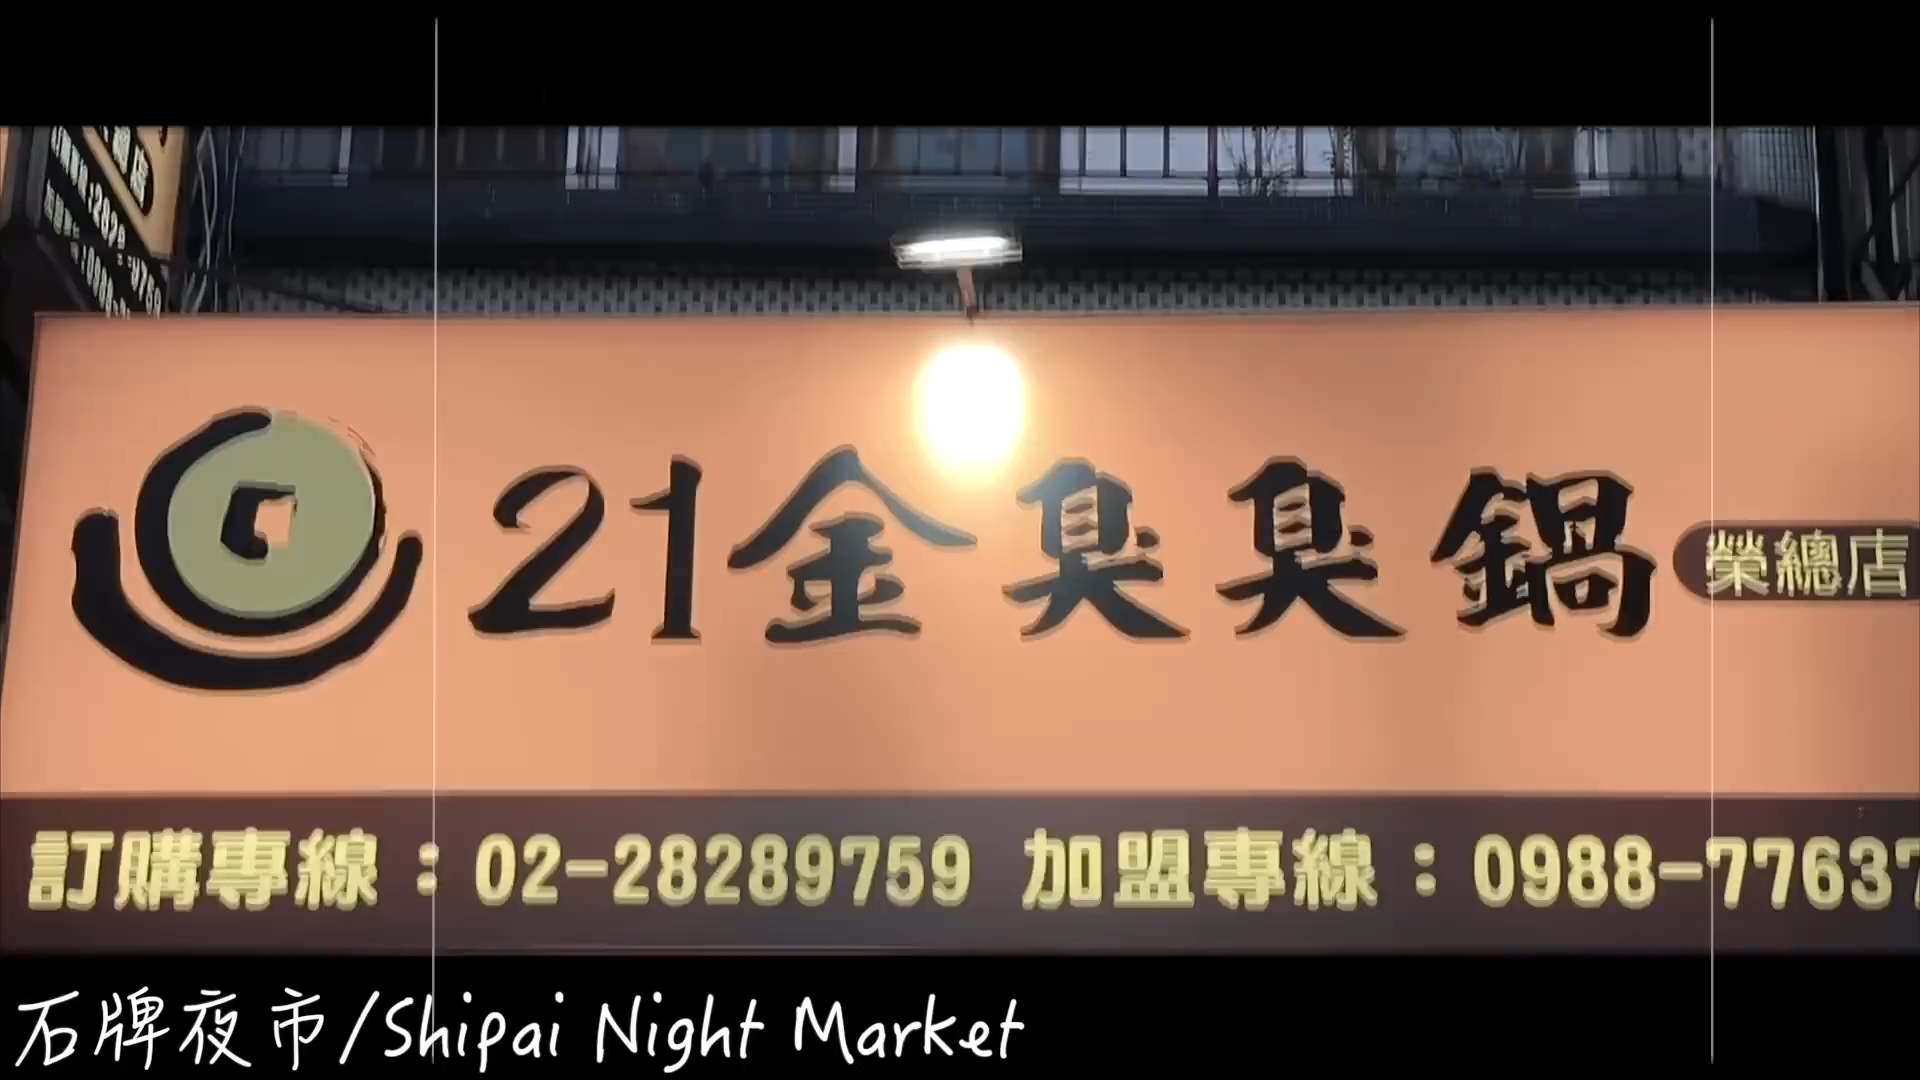 21金臭臭鍋 榮總店
訂購專線：02-28289759 加盟專線：0988-77637
石牌夜市/Shipai Night Market